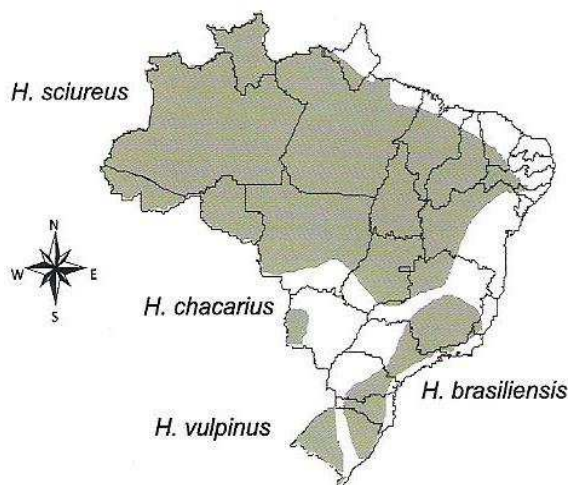 H. sciureus
N
W E
S
H. chacarius
H. brasiliensis
H. vulpinus